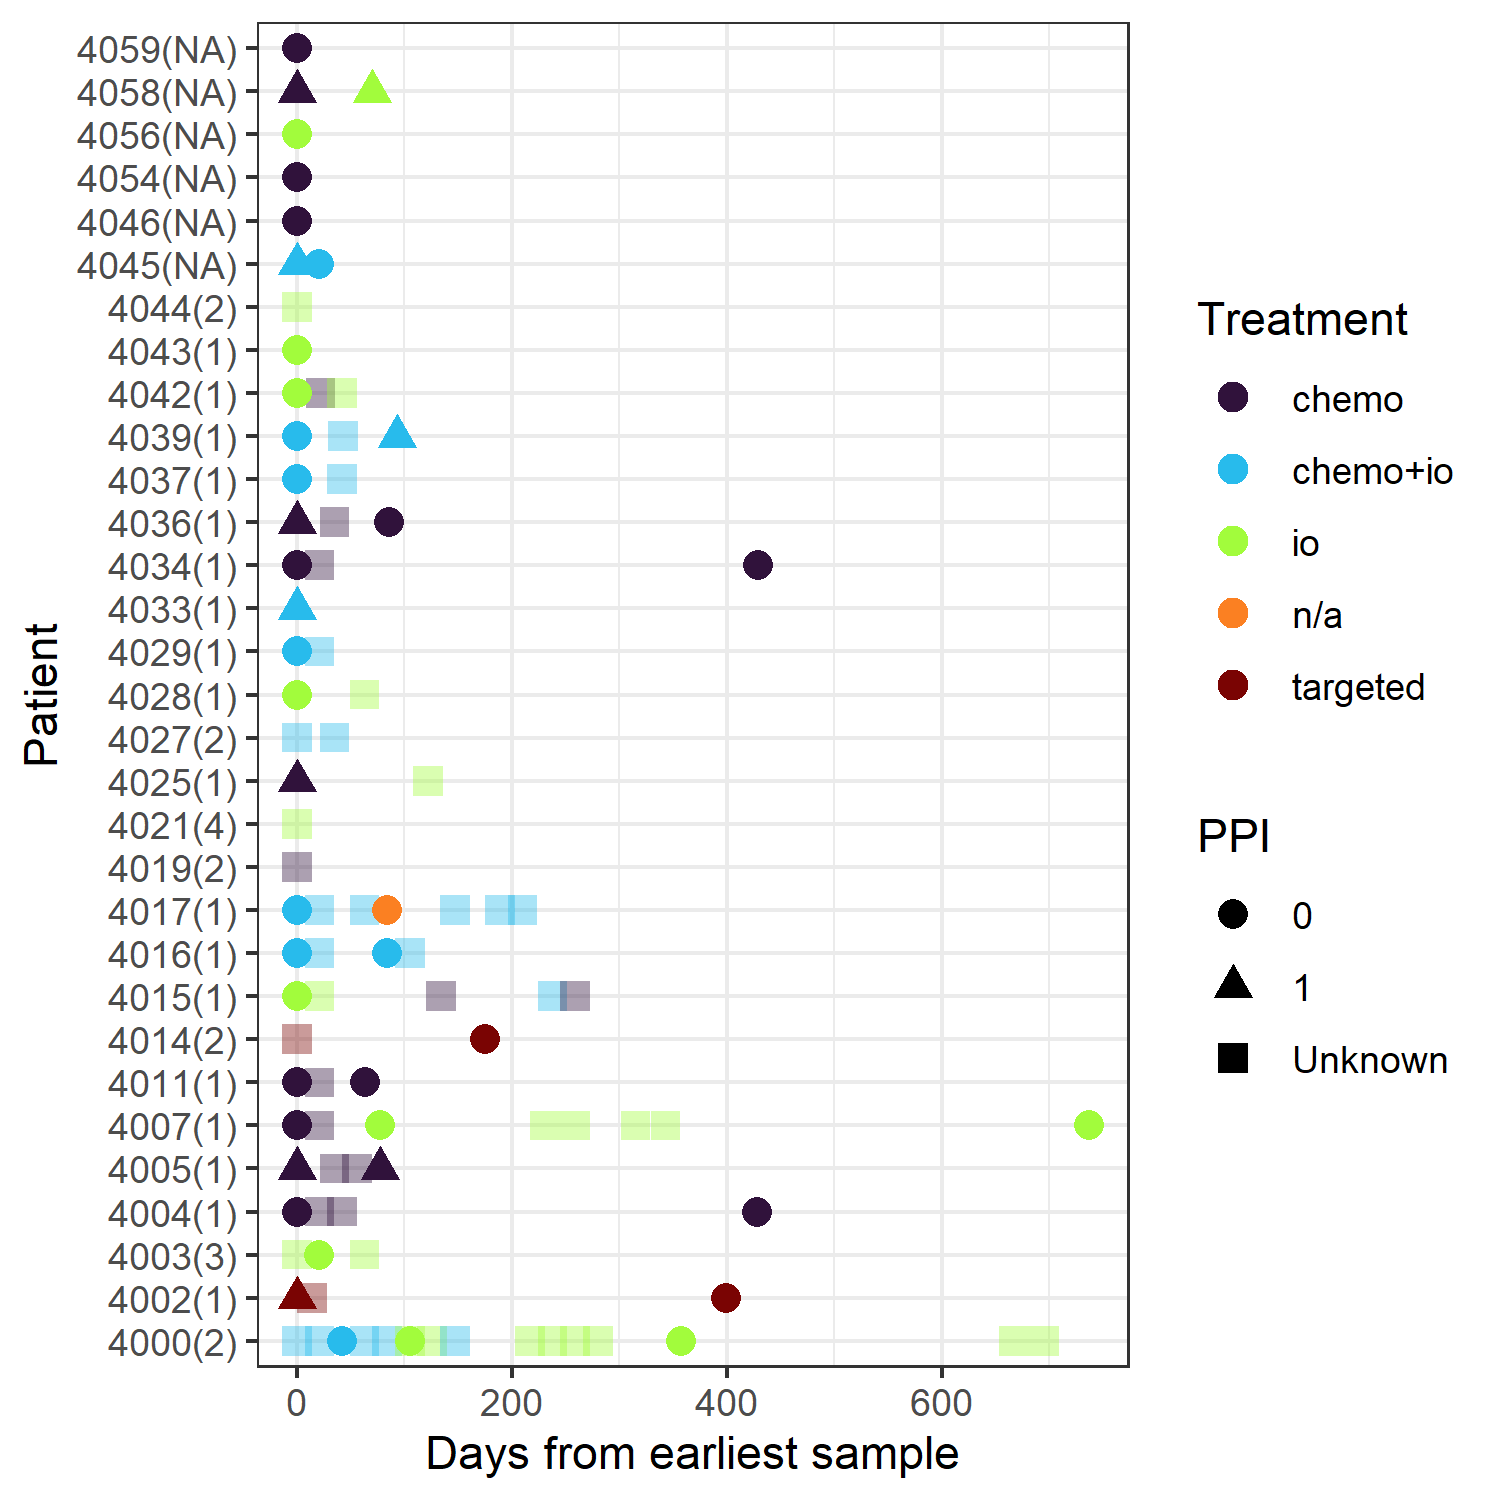 4059(NA)
4058(NA)
4056(NA)
4054(NA)
4046(NA)
4045(NA)
4044(2)
4043(1)
4042(1)
4039(1)
4037(1)
4036(1)
4034(1)
4033(1)
4029(1)
4028(1)
4027(2)
4025(1)
4021(4)
4019(2)
4017(1)
4016(1)
4015(1)
4014(2)
4011(1)
4007(1)
4005(1)
4004(1)
4003(3)
4002(1)
4000(2)
Patient
0 200 400 600
Days from earliest sample
Treatment
chemo
chemo+io
io
n/a
targeted
PPI
0
1
Unknown